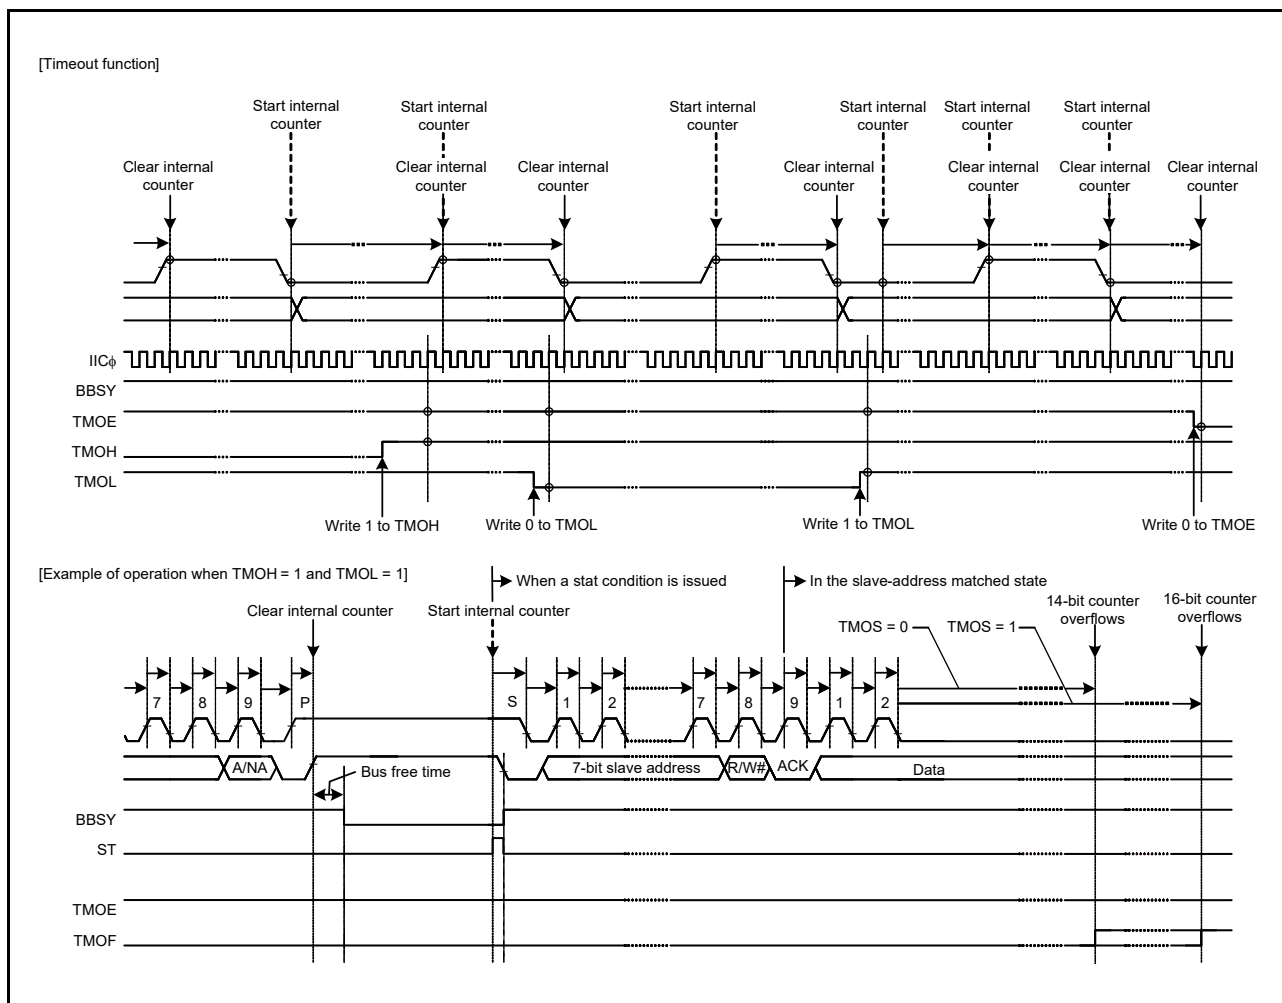 [Timeout function]
Start internal
counter
Start internal
counter
Start internal
counter
Start internal
counter
Start internal
counter
Start internal
counter
Clear internal
counter
Clear internal
counter
Clear internal
counter
Clear internal
counter
Clear internal
counter
Clear internal
counter
Clear internal
counter
IICϕ
BBSY
TMOE
TMOH
TMOL
Write 1 to TMOH
Write 0 to TMOL
Write 1 to TMOL
Write 0 to TMOE
[Example of operation when TMOH = 1 and TMOL = 1]
When a stat condition is issued
In the slave-address matched state
Clear internal counter
Start internal counter
14-bit counter
overflows
16-bit counter
overflows
TMOS = 0
TMOS = 1
7 8 9 P S 1 2 7 8 9 1 2
A/NA
Bus free time
7-bit slave address
R/W#
ACK
Data
BBSY
ST
TMOE
TMOF